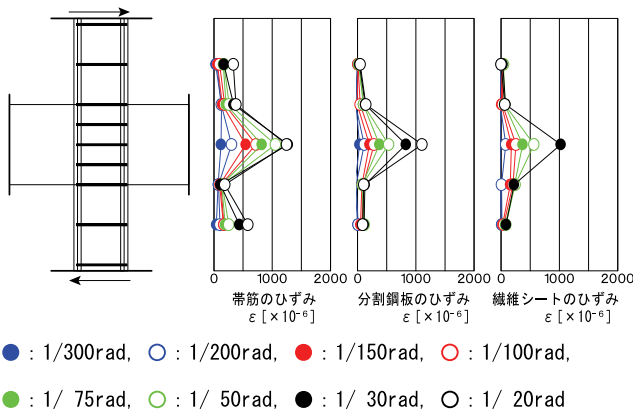 0 1000 2000 0 1000 2000 0 1000 2000
帯筋のひずみ 分割鋼板のひずみ 繊維シートのひずみ
ε [×10⁻⁶] ε [×10⁻⁶] ε [×10⁻⁶]
: 1/300rad, : 1/200rad, : 1/150rad, : 1/100rad,
: 1/ 75rad, : 1/ 50rad, : 1/ 30rad, : 1/ 20rad